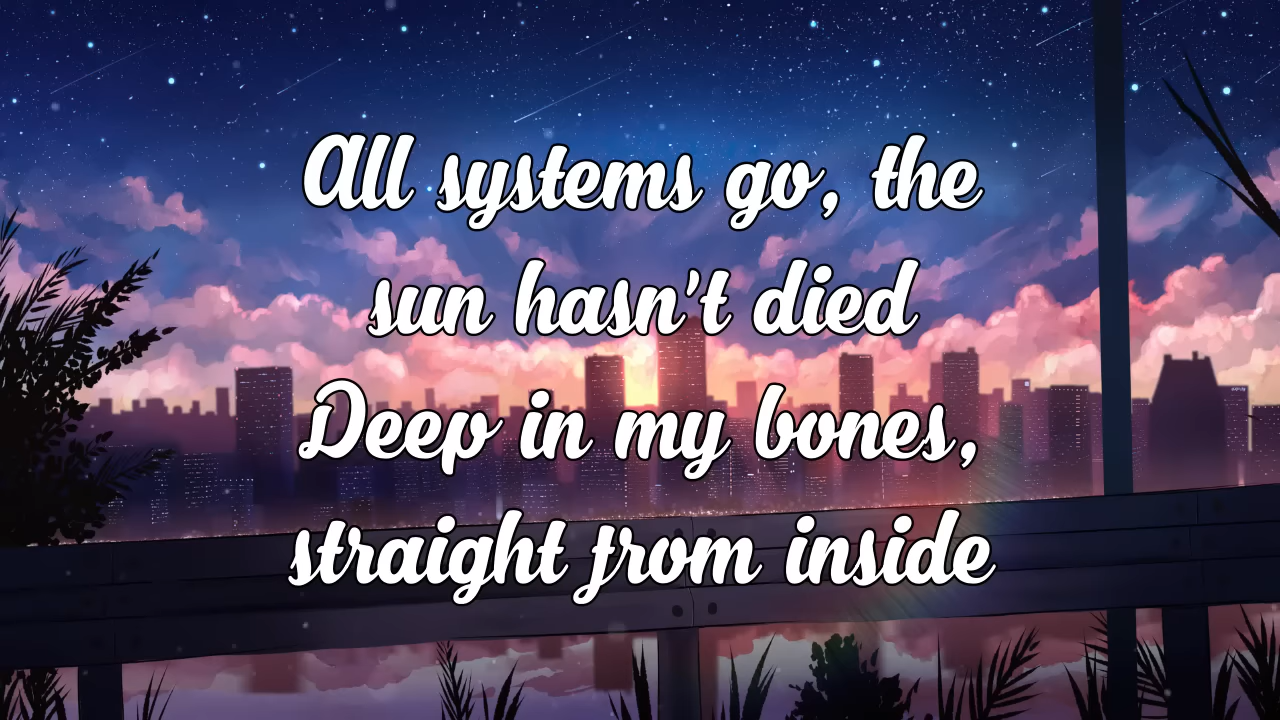 All systems go, the
sun hasn't died
Deep in my bones,
straight from inside